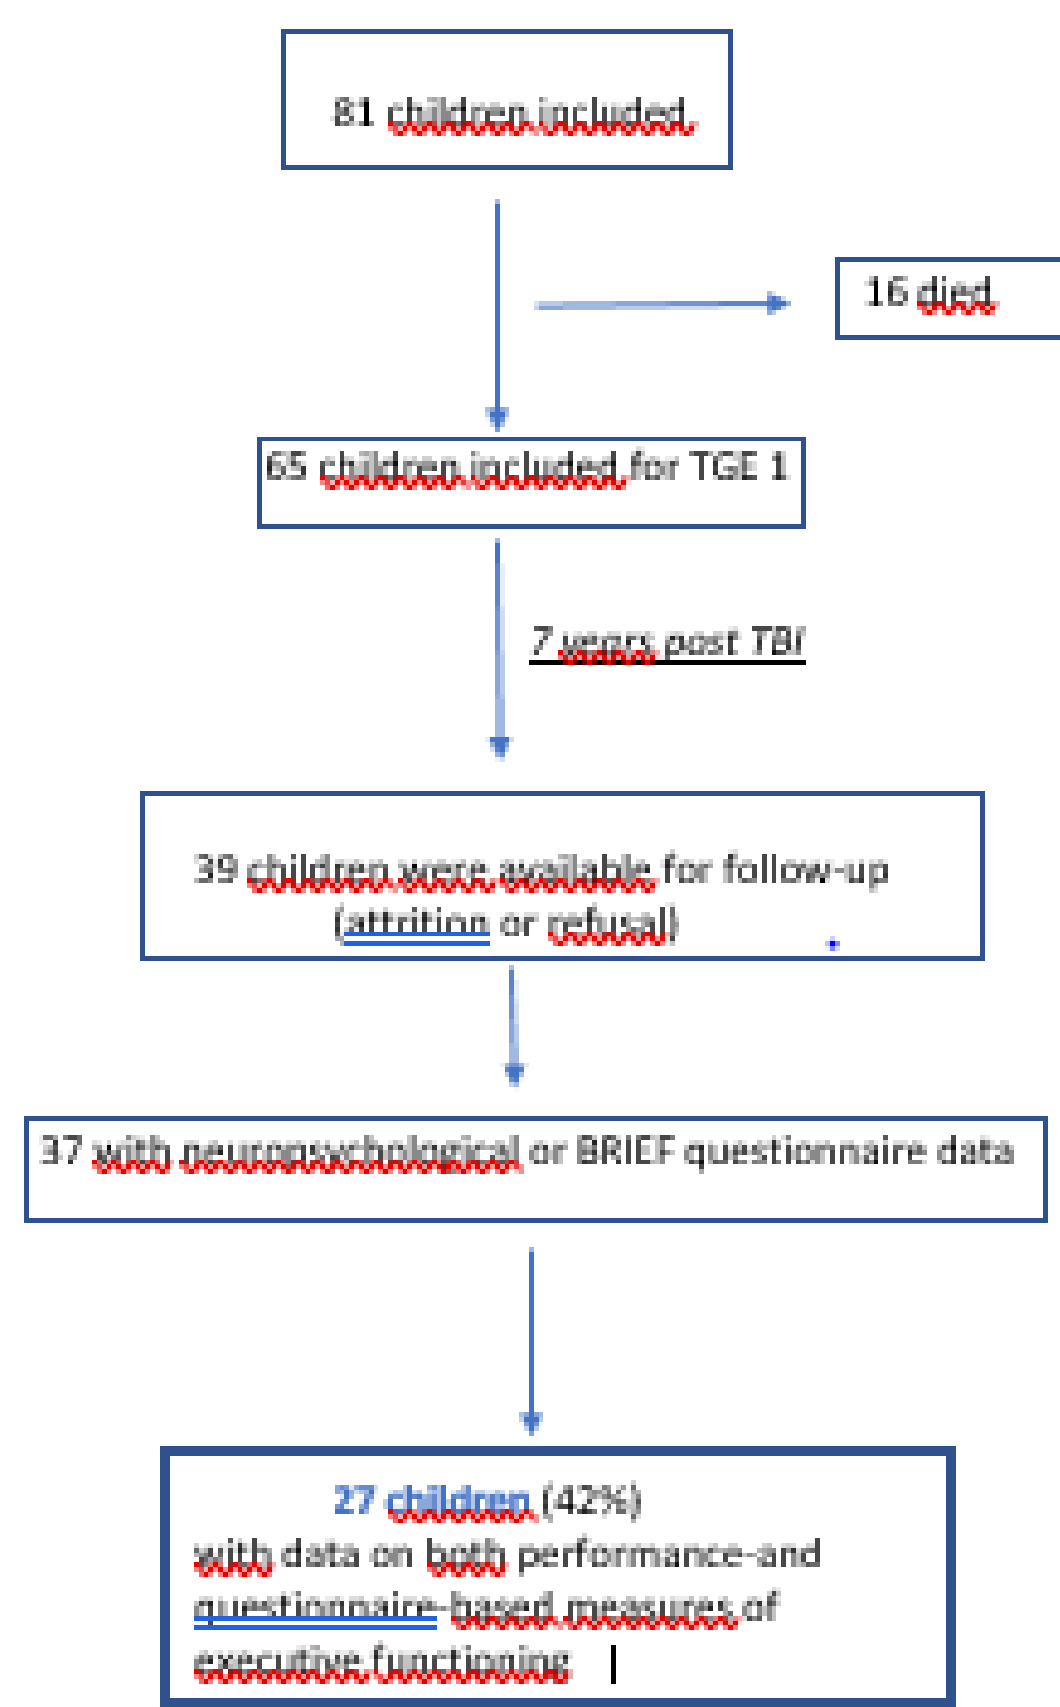 81 children included
16 died
65 children included for TGE 1
7 years post TBI
39 children were available for follow-up
(attrition or refusal)
37 with neuropsychological or BRIEF questionnaire data
27 children (42%)
with data on both performance-and
questionnaire-based measures of
executive functioning